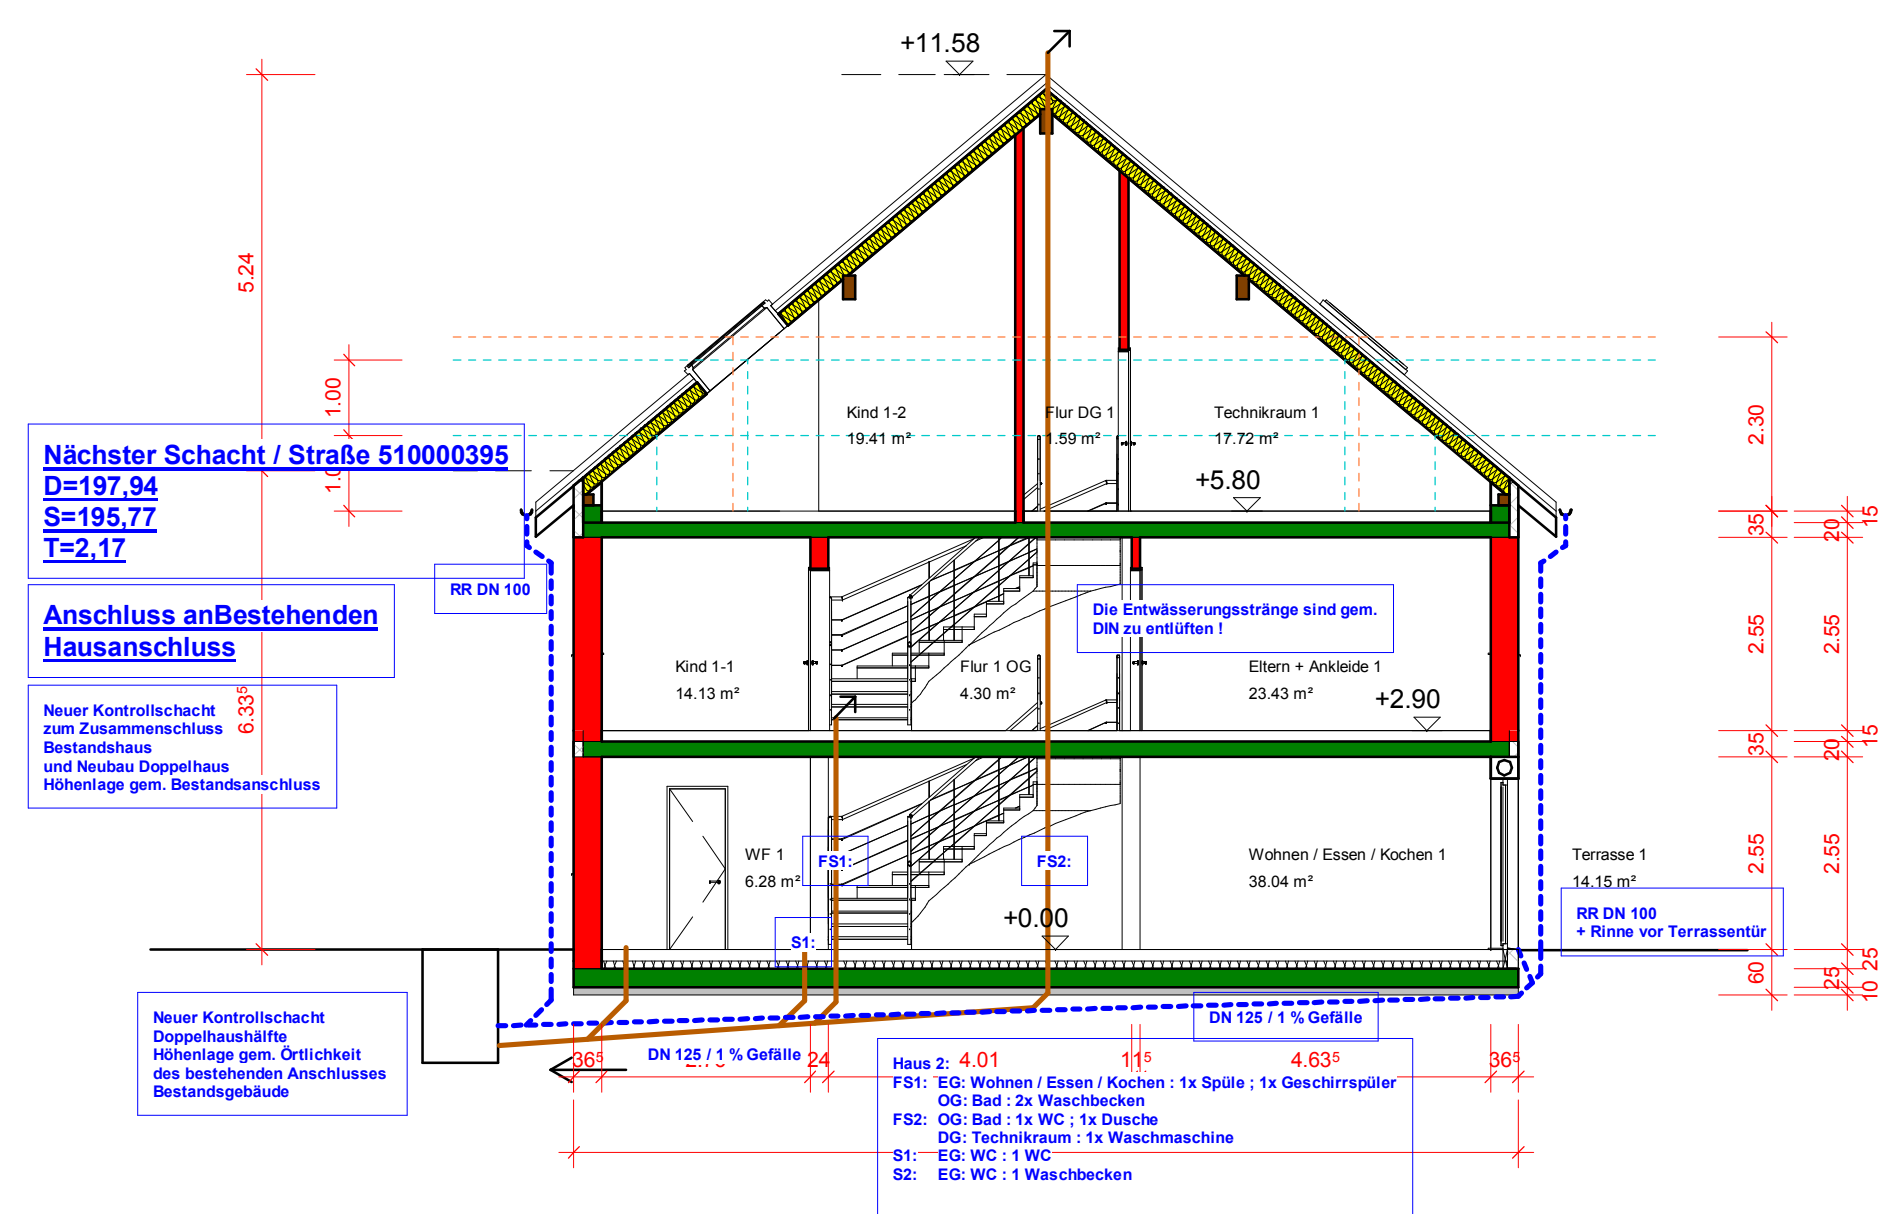 +11.58
5.24
1.00
2.30
Kind 1-2
19.41 m²
Flur DG 1
1.59 m²
Technikraum 1
17.72 m²
+5.80
Nächster Schacht / Straße 510000395
D=197,94
S=195,77
T=2,17
35
20
15
RR DN 100
Anschluss anBestehenden
Hausanschluss
Die Entwässerungsstränge sind gem.
DIN zu entlüften !
2.55
2.55
Kind 1-1
14.13 m²
Flur 1 OG
4.30 m²
Eltern + Ankleide 1
23.43 m²
+2.90
6.33⁵
Neuer Kontrollschacht
zum Zusammenschluss
Bestandshaus
und Neubau Doppelhaus
Höhenlage gem. Bestandsanschluss
35
20
15
WF 1
6.28 m²
FS1:
FS2:
Wohnen / Essen / Kochen 1
38.04 m²
Terrasse 1
14.15 m²
2.55
2.55
+0.00
S1:
RR DN 100
+ Rinne vor Terrassentür
60
25
25
10
Neuer Kontrollschacht
Doppelhaushälfte
Höhenlage gem. Örtlichkeit
des bestehenden Anschlusses
Bestandsgebäude
DN 125 / 1 % Gefälle
DN 125 / 1 % Gefälle
36⁵
24
4.01
11⁵
4.63⁵
36⁵
Haus 2:
FS1: EG: Wohnen / Essen / Kochen : 1x Spüle ; 1x Geschirrspüler
OG: Bad : 2x Waschbecken
FS2: OG: Bad : 1x WC ; 1x Dusche
DG: Technikraum : 1x Waschmaschine
S1: EG: WC : 1 WC
S2: EG: WC : 1 Waschbecken